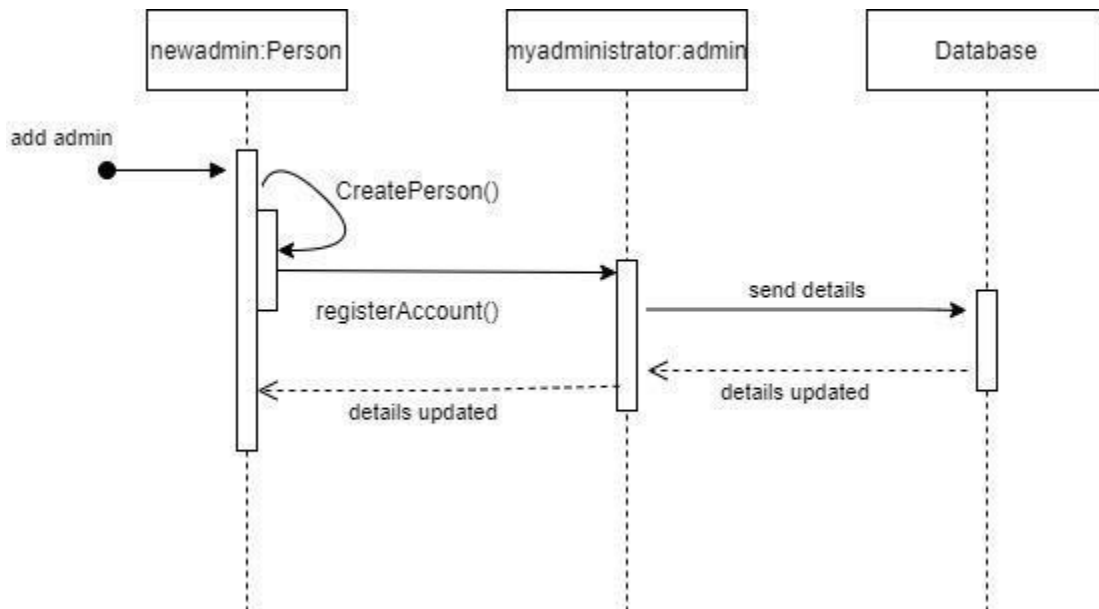 newadmin:Person
myadministrator:admin
Database
add admin
CreatePerson()
registerAccount()
send details
details updated
details updated